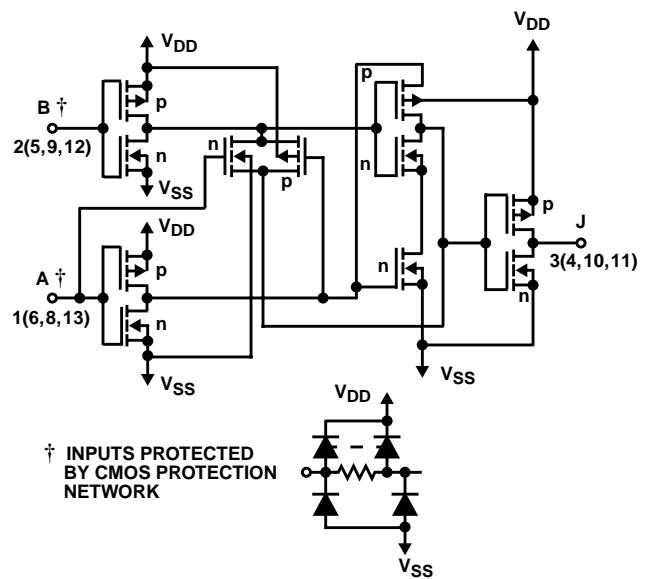 VDD
B †
p
2(5,9,12)
n
VSS
n
p
p
n
n
VDD
VDD
A †
p
1(6,8,13)
n
VSS
p
J
3(4,10,11)
n
VSS
† INPUTS PROTECTED
BY CMOS PROTECTION
NETWORK
VDD
VSS